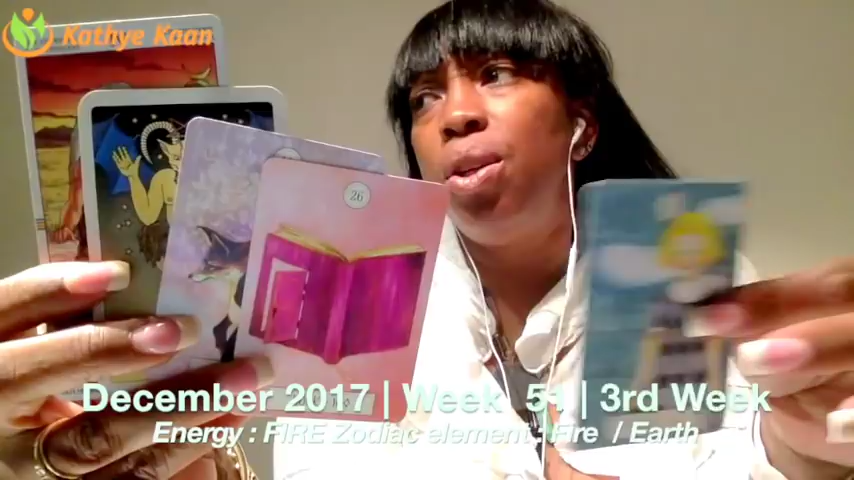 Kathye Kaan
26
December 2017 | Week 51 | 3rd Week
Energy : FIRE Zodiac element : Fire / Earth